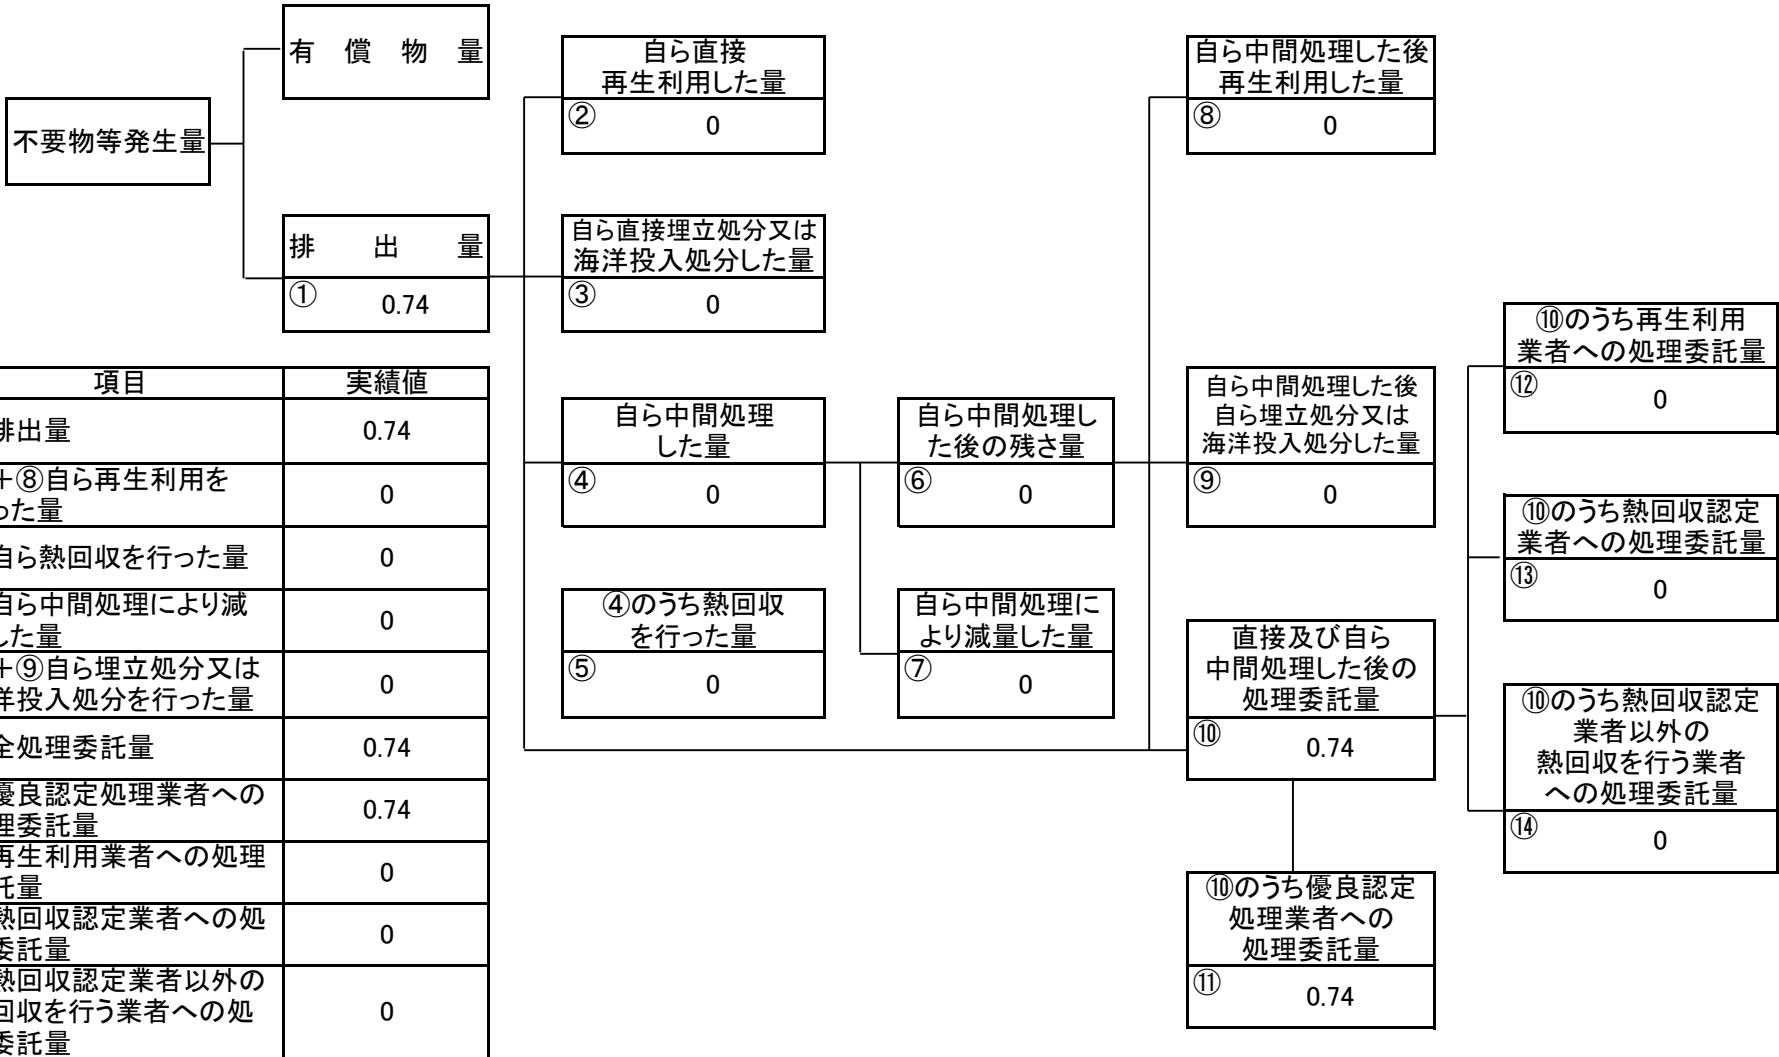 不要物等発生量
有 償 物 量
排 出 量
① 0.74
自ら直接
再生利用した量
② 0
自ら直接埋立処分又は
海洋投入処分した量
③ 0
自ら中間処理
した量
④ 0
④のうち熱回収
を行った量
⑤ 0
自ら中間処理し
た後の残さ量
⑥ 0
自ら中間処理に
より減量した量
⑦ 0
自ら中間処理した後
再生利用した量
⑧ 0
自ら中間処理した後
自ら埋立処分又は
海洋投入処分した量
⑨ 0
直接及び自ら
中間処理した後の
処理委託量
⑩ 0.74
⑩のうち優良認定
処理業者への
処理委託量
⑪ 0.74
⑩のうち再生利用
業者への処理委託量
⑫ 0
⑩のうち熱回収認定
業者への処理委託量
⑬ 0
⑩のうち熱回収認定
業者以外の
熱回収を行う業者
への処理委託量
⑭ 0
項目 実績値
排出量 0.74
+⑧自ら再生利用を
った量 0
自ら熱回収を行った量 0
自ら中間処理により減
した量 0
+⑨自ら埋立処分又は
洋投入処分を行った量 0
全処理委託量 0.74
優良認定処理業者への
理委託量 0.74
再生利用業者への処理
託量 0
熱回収認定業者への処
委託量 0
熱回収認定業者以外の
回収を行う業者への処
委託量 0